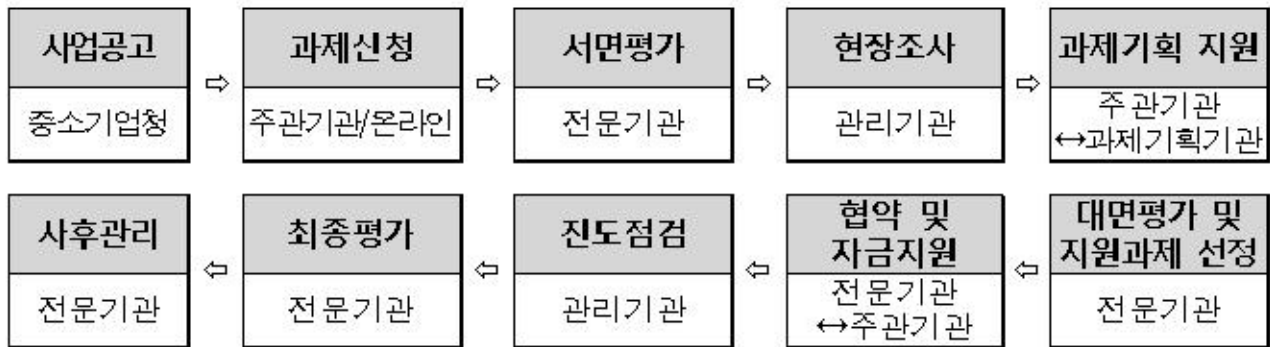 사업공고
중소기업청
⇨
과제신청
주관기관/온라인
⇨
서면평가
전문기관
⇨
현장조사
관리기관
⇨
과제기획 지원
주관기관
↔과제기획기관
대면평가 및
지원과제 선정
전문기관
⇦
협약 및
자금지원
전문기관
↔주관기관
⇦
진도점검
관리기관
⇦
최종평가
전문기관
⇦
사후관리
전문기관